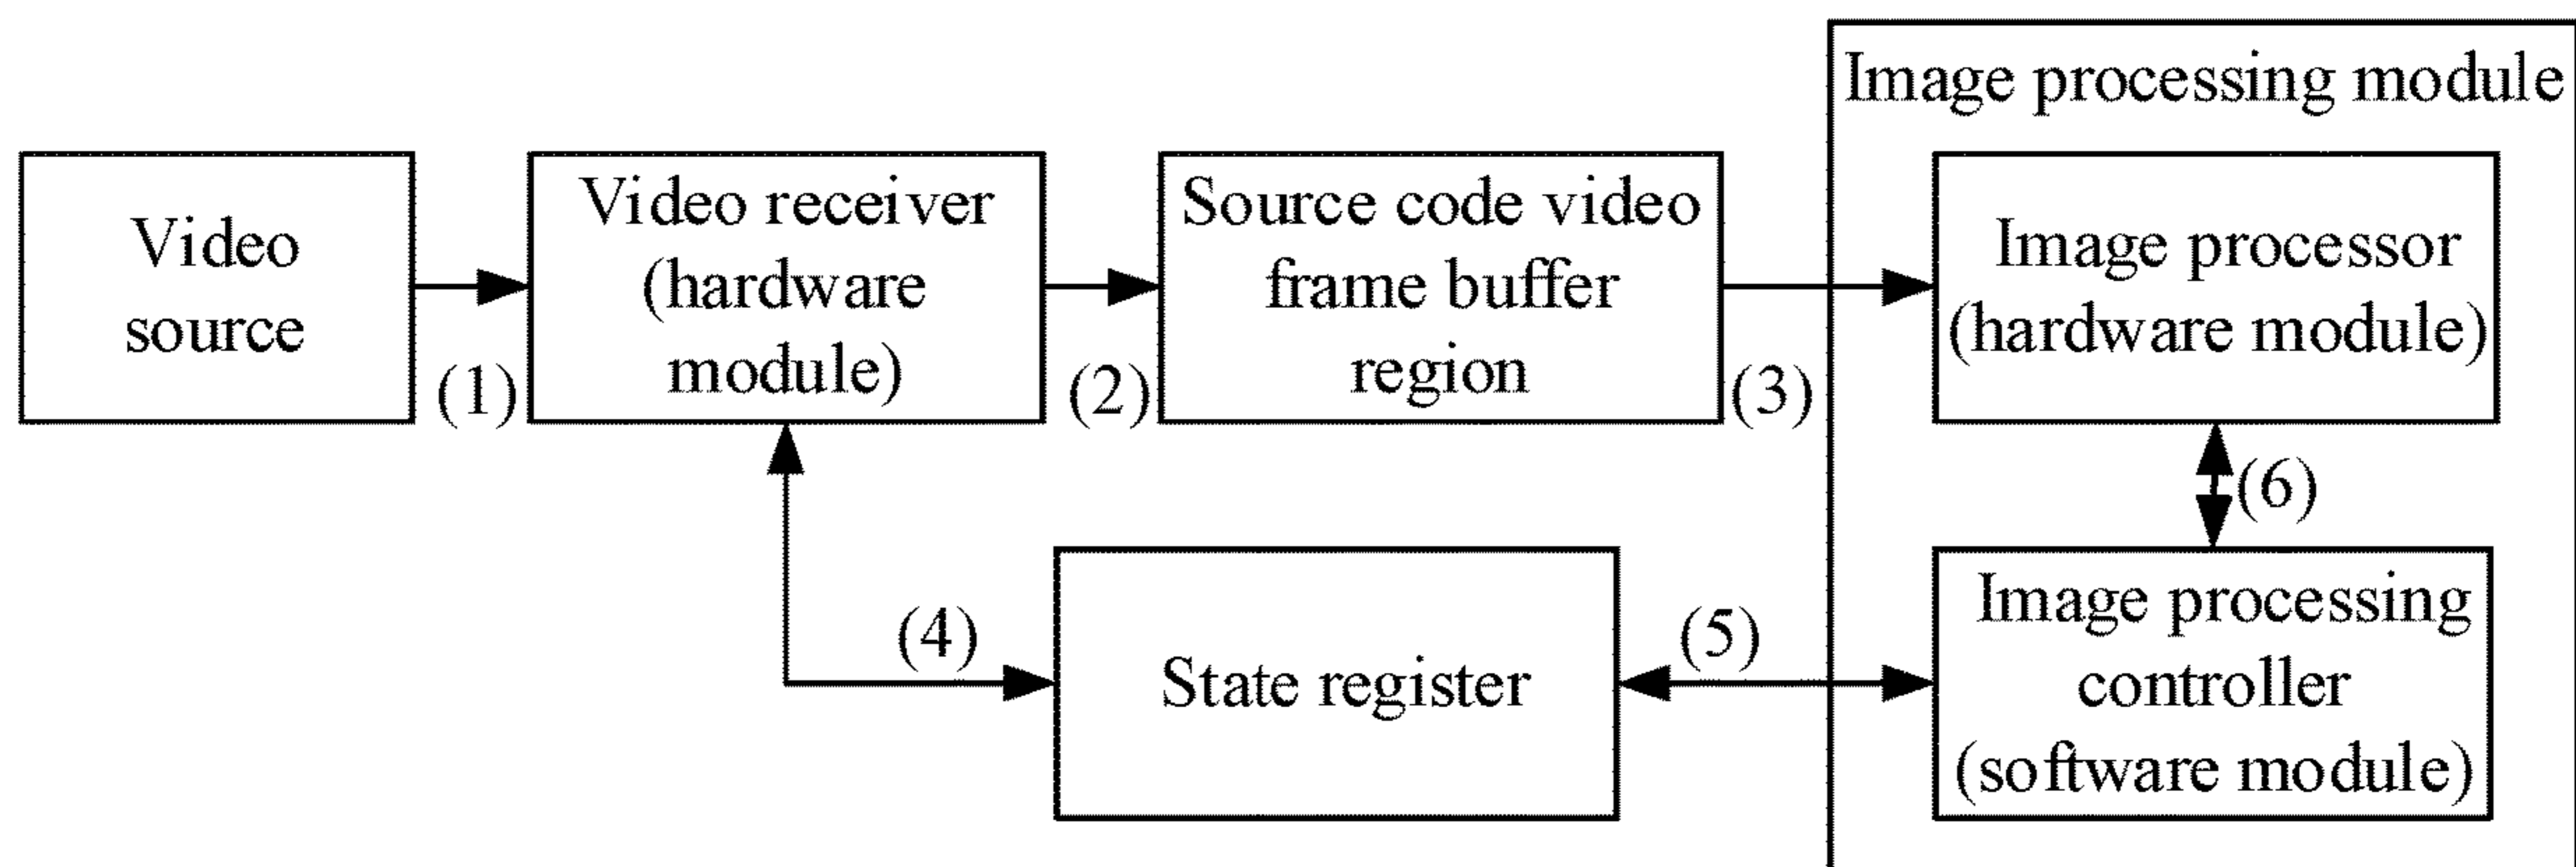 Image processing module
Video
source
(1)
Video receiver
(hardware
module)
(2)
Source code video
frame buffer
region
(3)
Image processor
(hardware module)
(4)
State register
(5)
(6)
Image processing
controller
(software module)